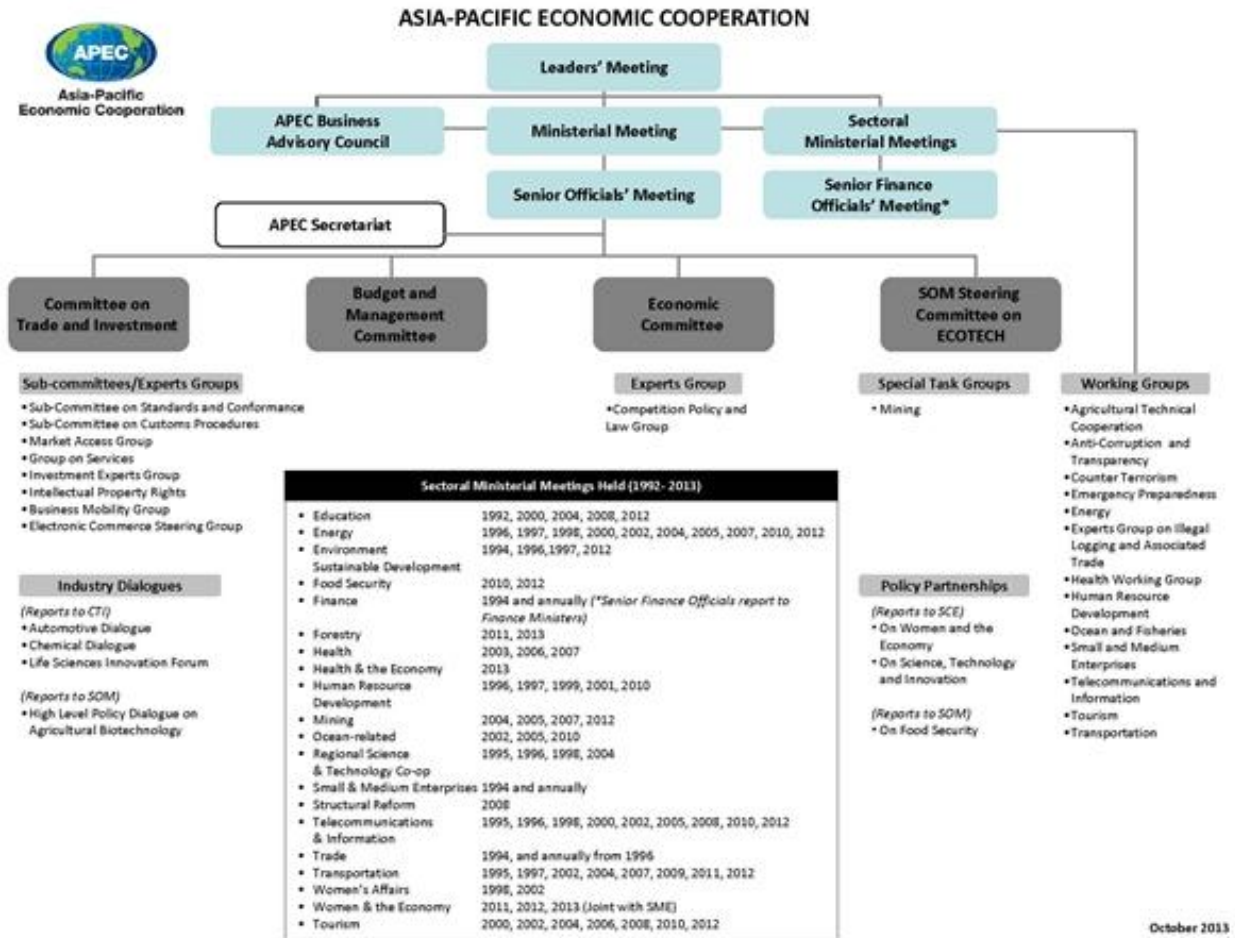 ASIA-PACIFIC ECONOMIC COOPERATION
APEC
Asia-Pacific
Economic Cooperation
Leaders' Meeting
APEC Business
Advisory Council
Ministerial Meeting
Sectoral
Ministerial Meetings
Senior Officials' Meeting
Senior Finance
Officials' Meeting*
APEC Secretariat
Committee on
Trade and Investment
Budget and
Management
Committee
Economic
Committee
SOM Steering
Committee on
ECOTECH
Sub-committees/Experts Groups
•Sub-Committee on Standards and Conformance
•Sub-Committee on Customs Procedures
•Market Access Group
•Group on Services
•Investment Experts Group
•Intellectual Property Rights
•Business Mobility Group
•Electronic Commerce Steering Group
Industry Dialogues
(Reports to CTI)
•Automotive Dialogue
•Chemical Dialogue
•Life Sciences Innovation Forum
(Reports to SOM)
•High Level Policy Dialogue on
Agricultural Biotechnology
Experts Group
•Competition Policy and
Law Group
Special Task Groups
• Mining
Policy Partnerships
(Reports to SCE)
• On Women and the
Economy
• On Science, Technology
and Innovation
(Reports to SOM)
• On Food Security
Working Groups
•Agricultural Technical
Cooperation
•Anti-Corruption and
Transparency
•Counter Terrorism
•Emergency Preparedness
•Energy
•Experts Group on Illegal
Logging and Associated
Trade
•Health Working Group
•Human Resource
Development
•Ocean and Fisheries
•Small and Medium
Enterprises
•Telecommunications and
Information
•Tourism
•Transportation
Sectoral Ministerial Meetings Held (1992- 2013)
• Education 1992, 2000, 2004, 2008, 2012
• Energy 1996, 1997, 1998, 2000, 2002, 2004, 2005, 2007, 2010, 2012
• Environment 1994, 1996,1997, 2012
Sustainable Development
• Food Security 2010, 2012
• Finance 1994 and annually (*Senior Finance Officials report to
Finance Ministers)
• Forestry 2011, 2013
• Health 2003, 2006, 2007
• Health & the Economy 2013
• Human Resource 1996, 1997, 1999, 2001, 2010
Development
• Mining 2004, 2005, 2007, 2012
• Ocean-related 2002, 2005, 2010
• Regional Science 1995, 1996, 1998, 2004
& Technology Co-op
• Small & Medium Enterprises 1994 and annually
• Structural Reform 2008
• Telecommunications 1995, 1996, 1998, 2000, 2002, 2005, 2008, 2010, 2012
& Information
• Trade 1994, and annually from 1996
• Transportation 1995, 1997, 2002, 2004, 2007, 2009, 2011, 2012
• Women's Affairs 1998, 2002
• Women & the Economy 2011, 2012, 2013 (Joint with SME)
• Tourism 2000, 2002, 2004, 2006, 2008, 2010, 2012
October 2013